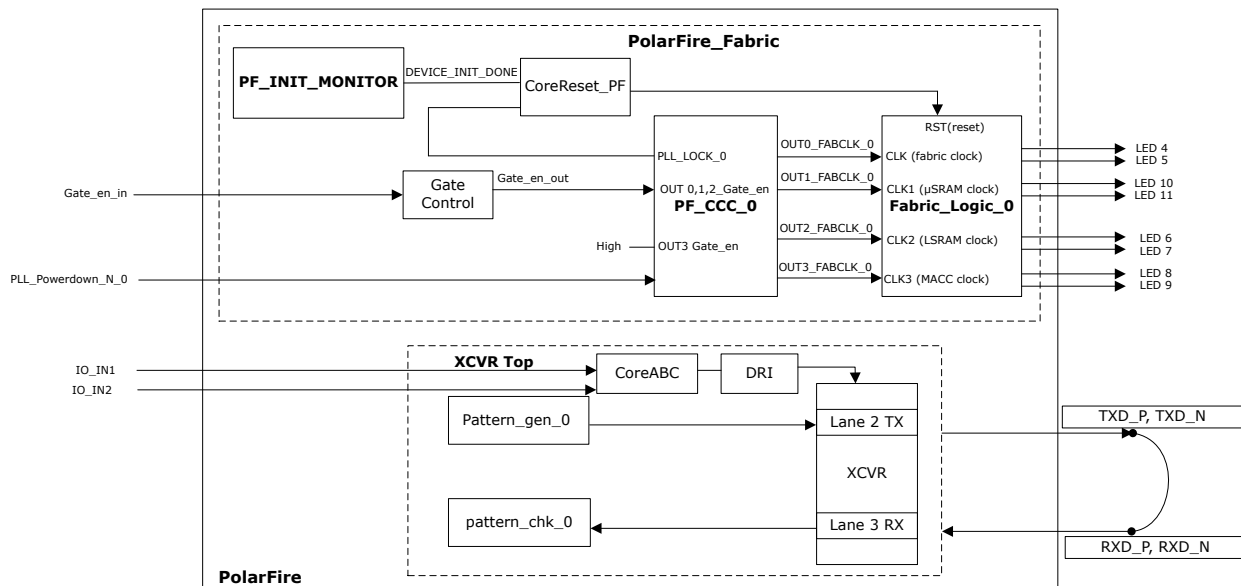 PolarFire_Fabric
PF_INIT_MONITOR
DEVICE_INIT_DONE
CoreReset_PF
RST(reset)
PLL_LOCK_0
OUT0_FABCLK_0
CLK (fabric clock)
LED 4
LED 5
Gate_en_in
Gate
Control
Gate_en_out
OUT 0,1,2_Gate_en
PF_CCC_0
OUT1_FABCLK_0
CLK1 (µSRAM clock)
Fabric_Logic_0
LED 10
LED 11
High
OUT3 Gate_en
OUT2_FABCLK_0
CLK2 (LSRAM clock)
LED 6
LED 7
PLL_Powerdown_N_0
OUT3_FABCLK_0
CLK3 (MACC clock)
LED 8
LED 9
XCVR Top
IO_IN1
IO_IN2
CoreABC
DRI
Pattern_gen_0
Lane 2 TX
TXD_P, TXD_N
XCVR
pattern_chk_0
Lane 3 RX
RXD_P, RXD_N
PolarFire